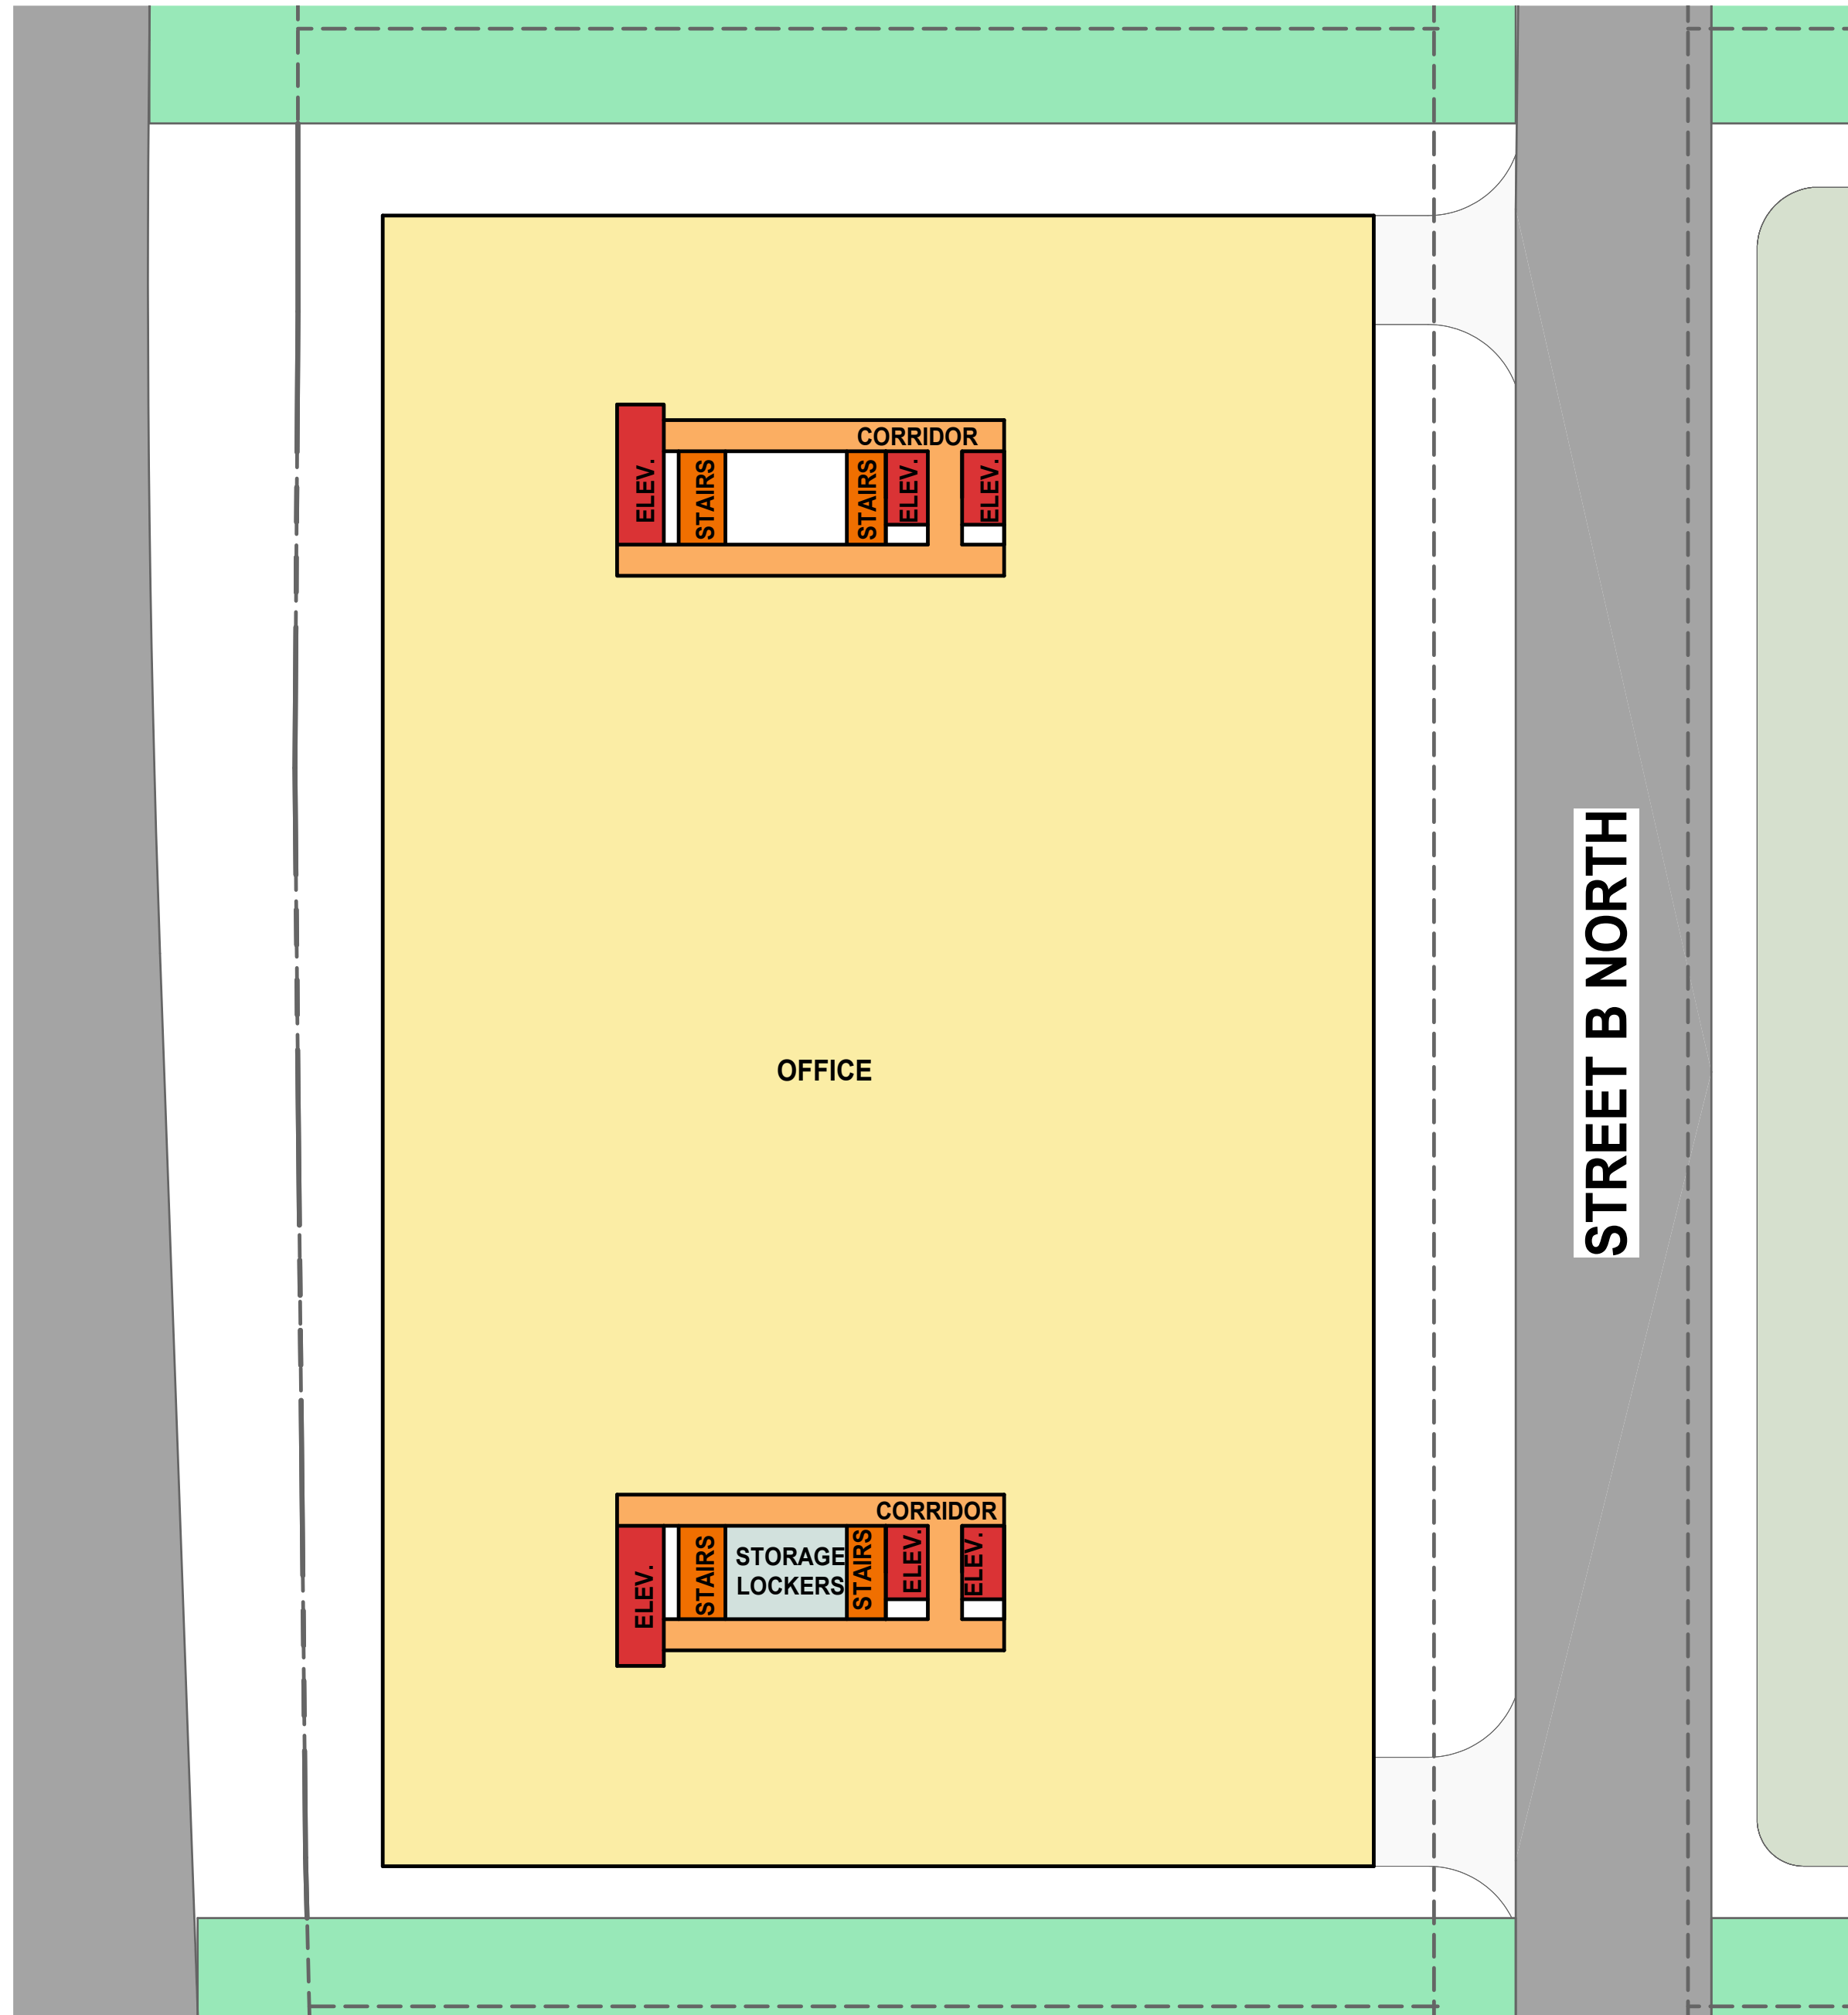 CORRIDOR
ELEV.
STAIRS
STAIRS
ELEV.
ELEV.
STREET B NORTH
OFFICE
CORRIDOR
ELEV.
STAIRS
STORAGE
LOCKERS
STAIRS
ELEV.
ELEV.